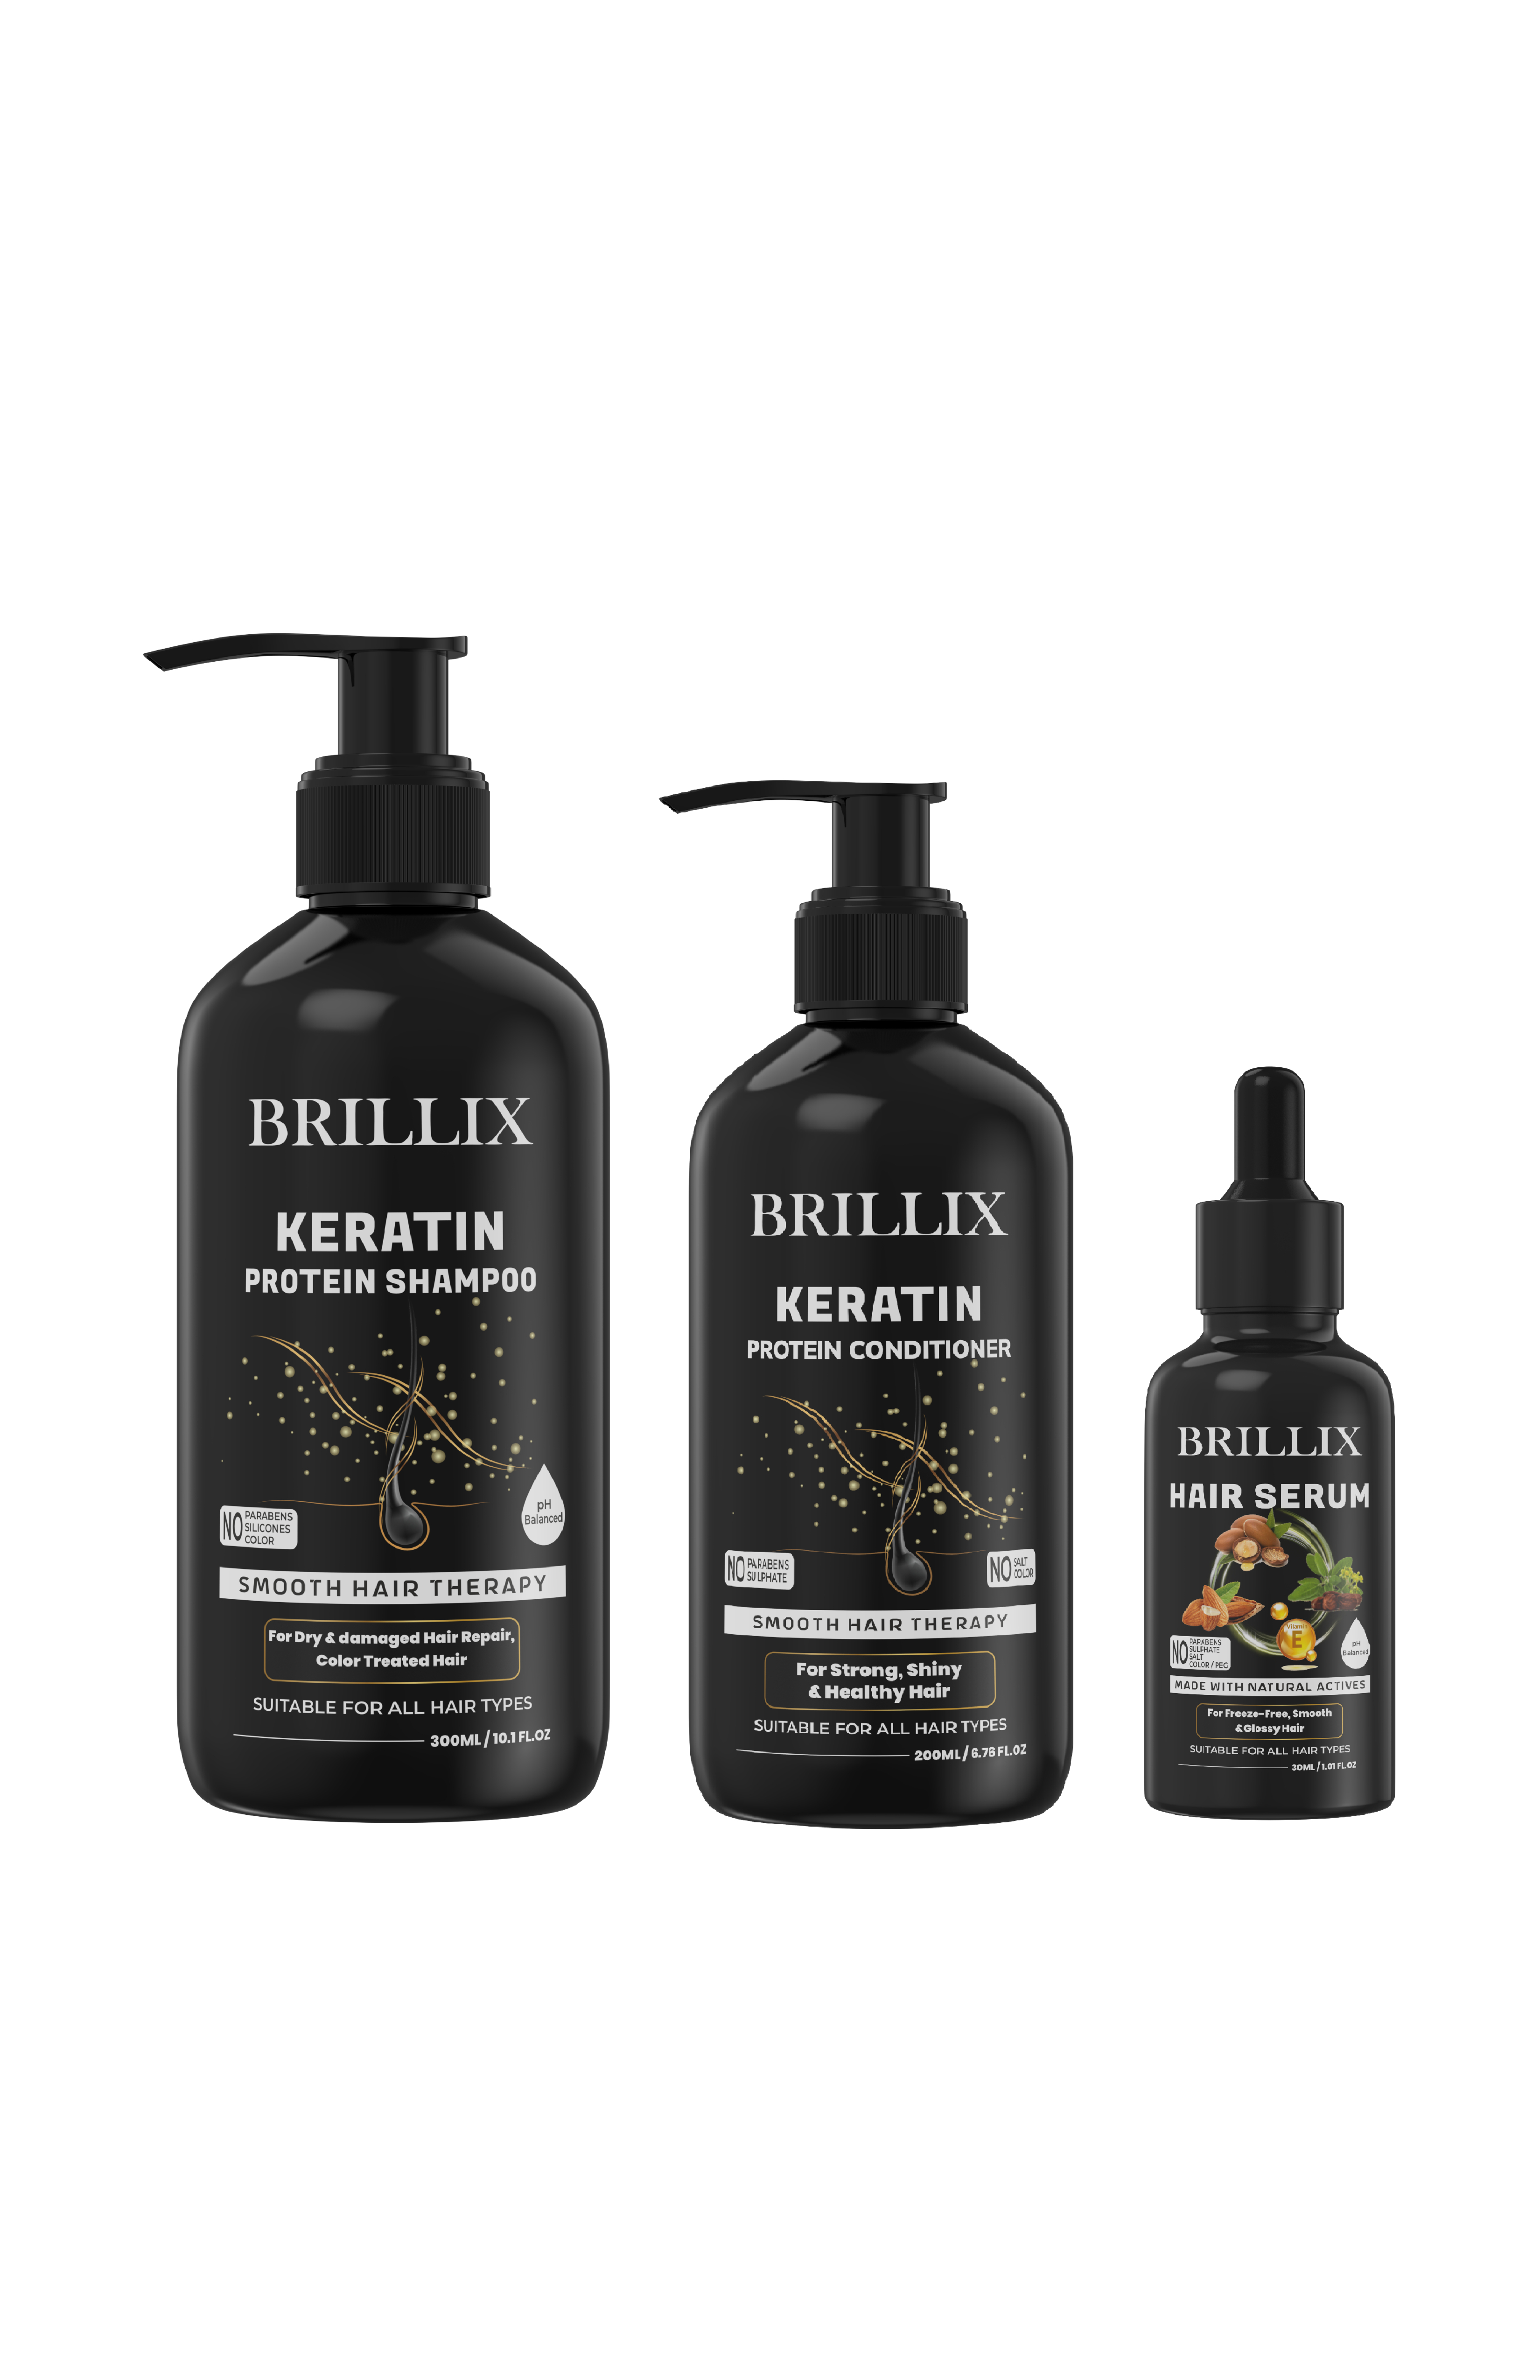 BRILLIX
KERATIN
PROTEIN SHAMPOO
pH
Balanced
NO PARABENS
SILICONES
COLOR
SMOOTH HAIR THERAPY
For Dry & damaged Hair Repair,
Color Treated Hair
SUITABLE FOR ALL HAIR TYPES
300ML / 10.1 FL.OZ
BRILLIX
KERATIN
PROTEIN CONDITIONER
NO PARABENS
SULPHATE
NO SALT
COLOR
SMOOTH HAIR THERAPY
For Strong, Shiny
& Healthy Hair
SUITABLE FOR ALL HAIR TYPES
200ML / 6.76 FL.OZ
BRILLIX
HAIR SERUM
Vitamin
E
NO PARABENS
SULFHATE
SALT
COLOR / PEG
pH
Balanced
MADE WITH NATURAL ACTIVES
For Freeze-Free, Smooth
&Glossy Hair
SUITABLE FOR ALL HAIR TYPES
30ML / 1.01 FL.OZ